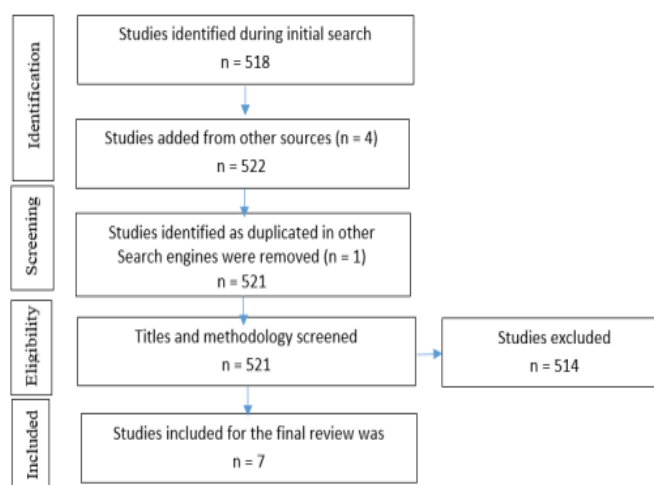 Identification
Studies identified during initial search
n = 518
Studies added from other sources (n = 4)
n = 522
Screening
Studies identified as duplicated in other
Search engines were removed (n = 1)
n = 521
Eligibility
Titles and methodology screened
n = 521
Studies excluded
n = 514
Included
Studies included for the final review was
n = 7